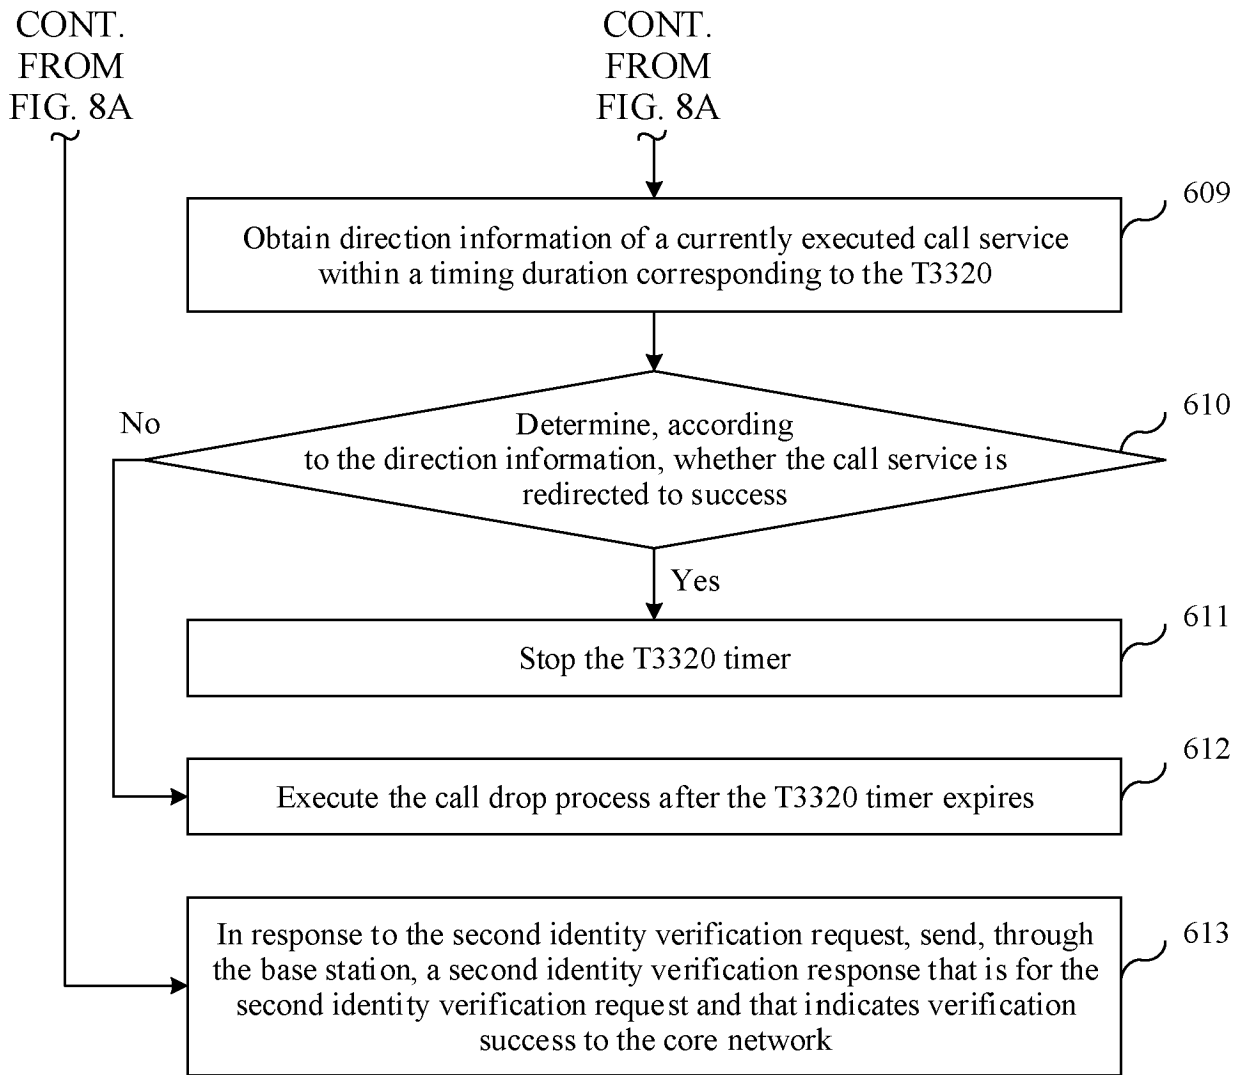 CONT.
FROM
FIG. 8A
CONT.
FROM
FIG. 8A
609
Obtain direction information of a currently executed call service
within a timing duration corresponding to the T3320
No
610
Determine, according
to the direction information, whether the call service is
redirected to success
Yes
611
Stop the T3320 timer
612
Execute the call drop process after the T3320 timer expires
613
In response to the second identity verification request, send, through
the base station, a second identity verification response that is for the
second identity verification request and that indicates verification
success to the core network